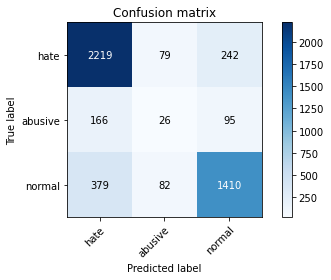 Confusion matrix
hate 2219 79 242
abusive 166 26 95
normal 379 82 1410
hate abusive normal
True label
Predicted label
2000
1750
1500
1250
1000
750
500
250